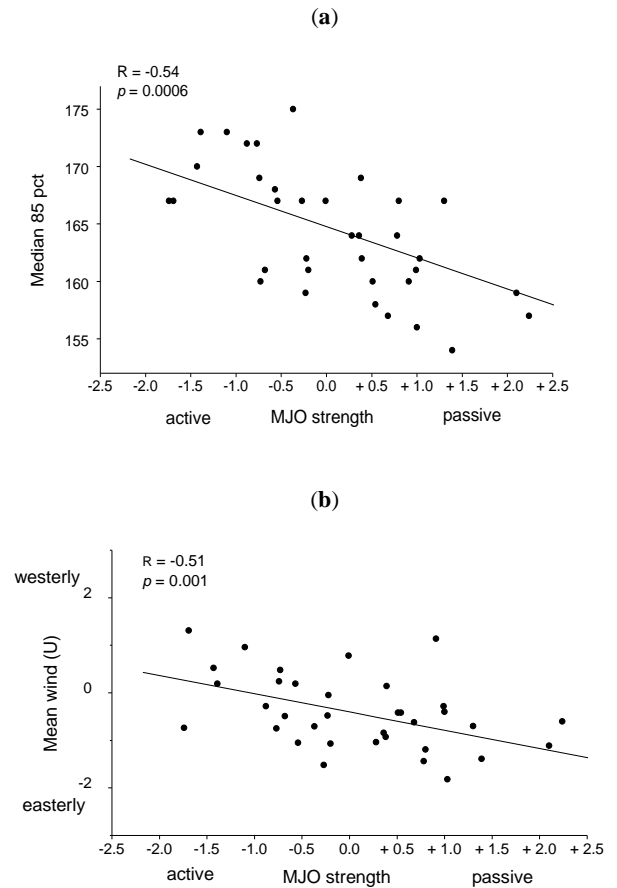 (a)
R = -0.54
p = 0.0006
175
170
165
160
155
Median 85 pct
-2.5 -2.0 -1.5 -1.0 -0.5 0.0 + 0.5 + 1.0 + 1.5 + 2.0 + 2.5
active MJO strength passive
(b)
R = -0.51
p = 0.001
westerly
2
0
-2
easterly
Mean wind (U)
-2.5 -2.0 -1.5 -1.0 -0.5 0.0 + 0.5 + 1.0 + 1.5 + 2.0 + 2.5
active MJO strength passive